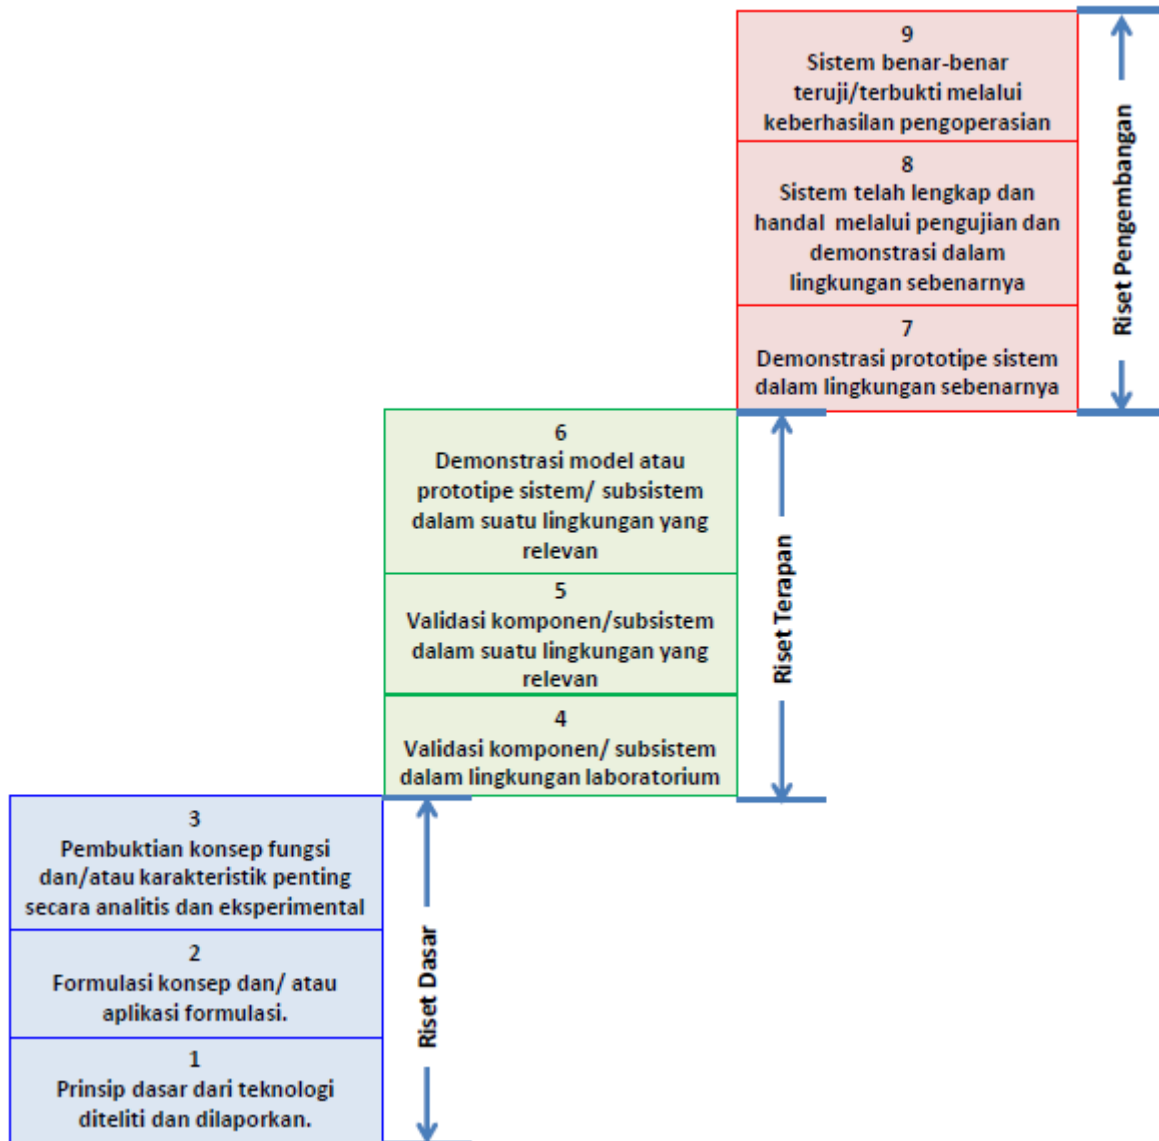 9
Sistem benar-benar
teruji/terbukti melalui
keberhasilan pengoperasian
8
Sistem telah lengkap dan
handal melalui pengujian dan
demonstrasi dalam
lingkungan sebenarnya
7
Demonstrasi prototipe sistem
dalam lingkungan sebenarnya
Riset Pengembangan
6
Demonstrasi model atau
prototipe sistem/ subsistem
dalam suatu lingkungan yang
relevan
5
Validasi komponen/subsistem
dalam suatu lingkungan yang
relevan
4
Validasi komponen/ subsistem
dalam lingkungan laboratorium
Riset Terapan
3
Pembuktian konsep fungsi
dan/atau karakteristik penting
secara analitis dan eksperimental
2
Formulasi konsep dan/ atau
aplikasi formulasi.
1
Prinsip dasar dari teknologi
diteliti dan dilaporkan.
Riset Dasar